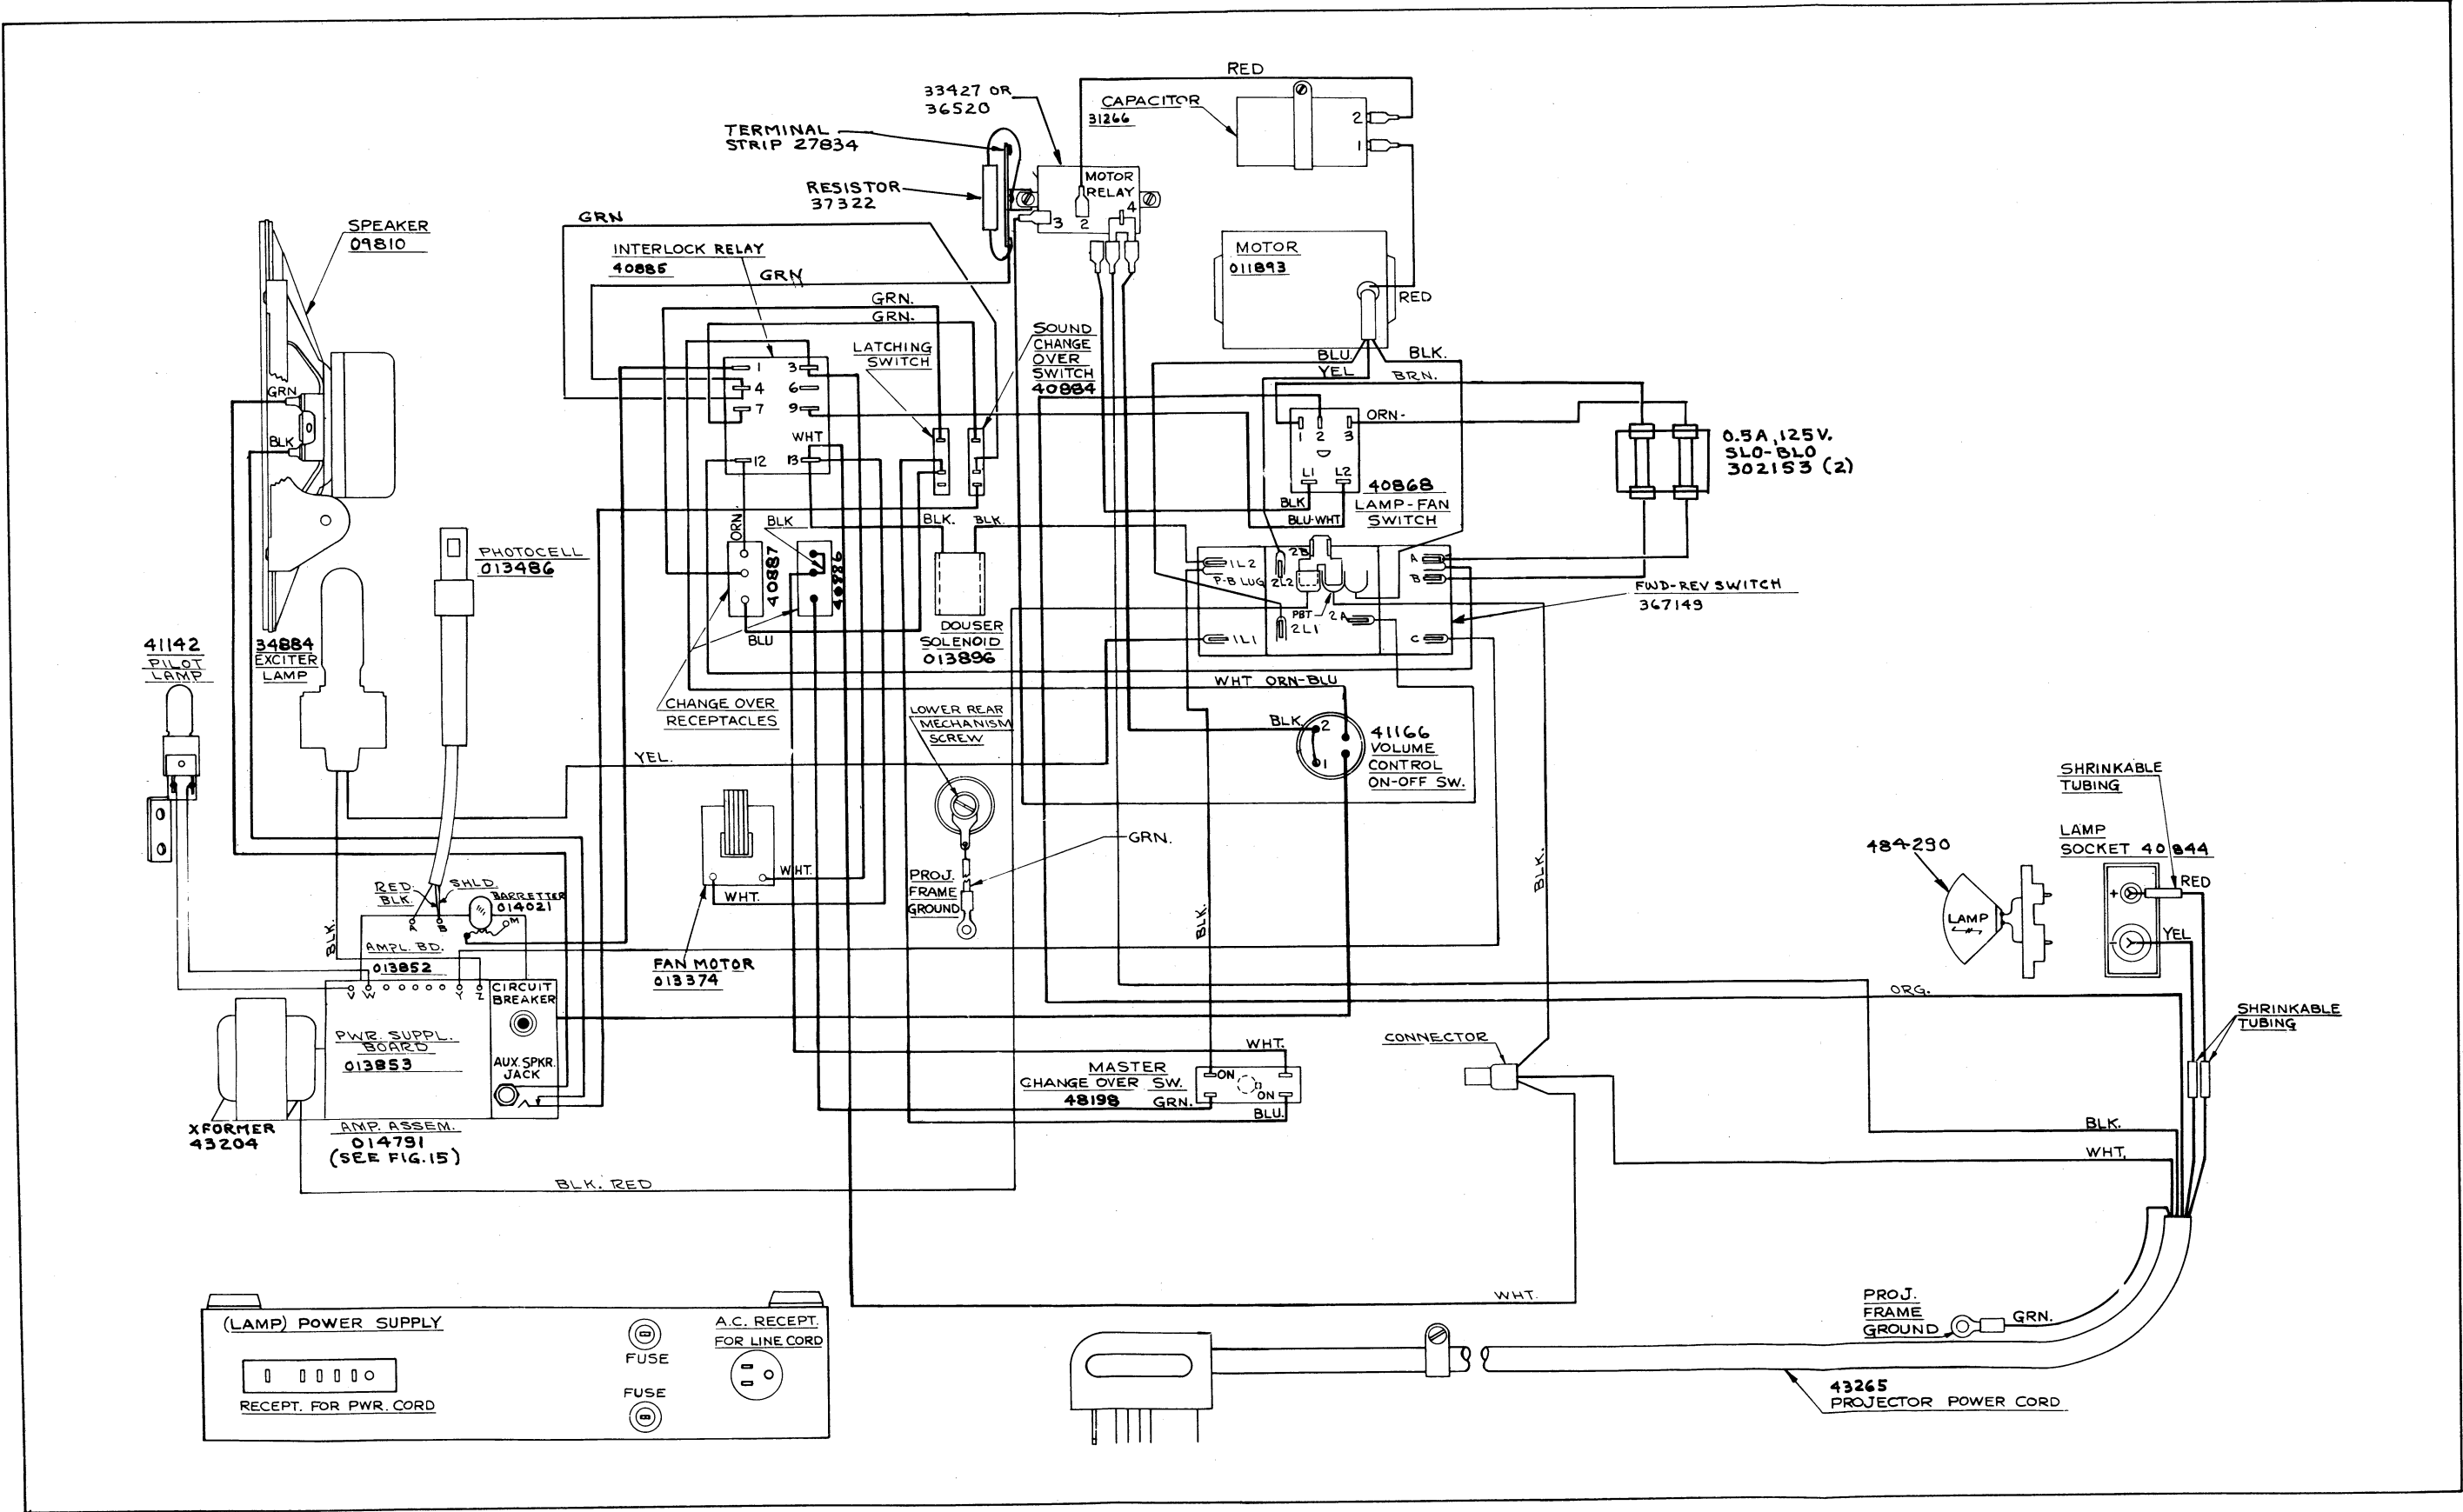 RED
33427 OR
36520
CAPACITOR
31266
2
1
TERMINAL
STRIP 27834
RESISTOR
37322
MOTOR
RELAY
4
3
2
GRN
SPEAKER
09810
INTERLOCK RELAY
40885
GRN
MOTOR
011893
RED
GRN.
GRN.
SOUND
CHANGE
OVER
SWITCH
40884
LATCHING
SWITCH
BLU.
YEL
BLK.
BRN.
1
3
4
6
7
9
WHT
12
13
GRN
BLK
ORN-
1 2 3
L1 L2
BLK
BLU-WHT
40868
LAMP-FAN
SWITCH
0.5A, 125V.
SLO-BLO
302153 (2)
ORN-
BLK
BLK.
BLK.
40887
40886
BLU
PHOTOCELL
013486
1L2
P-B LUG
2L2
2B
A
B
PBT
2A
2L1
1L1
C
FWD-REV SWITCH
367149
DOUSER
SOLENOID
013896
41142
PILOT
LAMP
34884
EXCITER
LAMP
CHANGE OVER
RECEPTACLES
WHT ORN-BLU
LOWER REAR
MECHANISM
SCREW
BLK.
2
1
41166
VOLUME
CONTROL
ON-OFF SW.
YEL.
SHRINKABLE
TUBING
LAMP
SOCKET 40844
484-290
RED
+
LAMP
YEL
-
GRN.
PROJ.
FRAME
GROUND
WHT.
WHT.
FAN MOTOR
013374
BLK.
BLK.
RED.
BLK.
SHLD.
BARRETTER
014021
A
B
M
BLK.
AMPL. BD.
013852
V W Y Z
CIRCUIT
BREAKER
PWR. SUPPL.
BOARD
013853
AUX. SPKR.
JACK
ORG.
SHRINKABLE
TUBING
CONNECTOR
WHT.
MASTER
CHANGE OVER SW.
48198
GRN.
ON
ON
BLU.
XFORMER
43204
AMP. ASSEM.
014791
(SEE FIG.15)
BLK.
WHT.
BLK. RED
WHT.
(LAMP) POWER SUPPLY
A.C. RECEPT.
FOR LINE CORD
FUSE
FUSE
RECEPT. FOR PWR. CORD
PROJ.
FRAME
GROUND
GRN.
43265
PROJECTOR POWER CORD